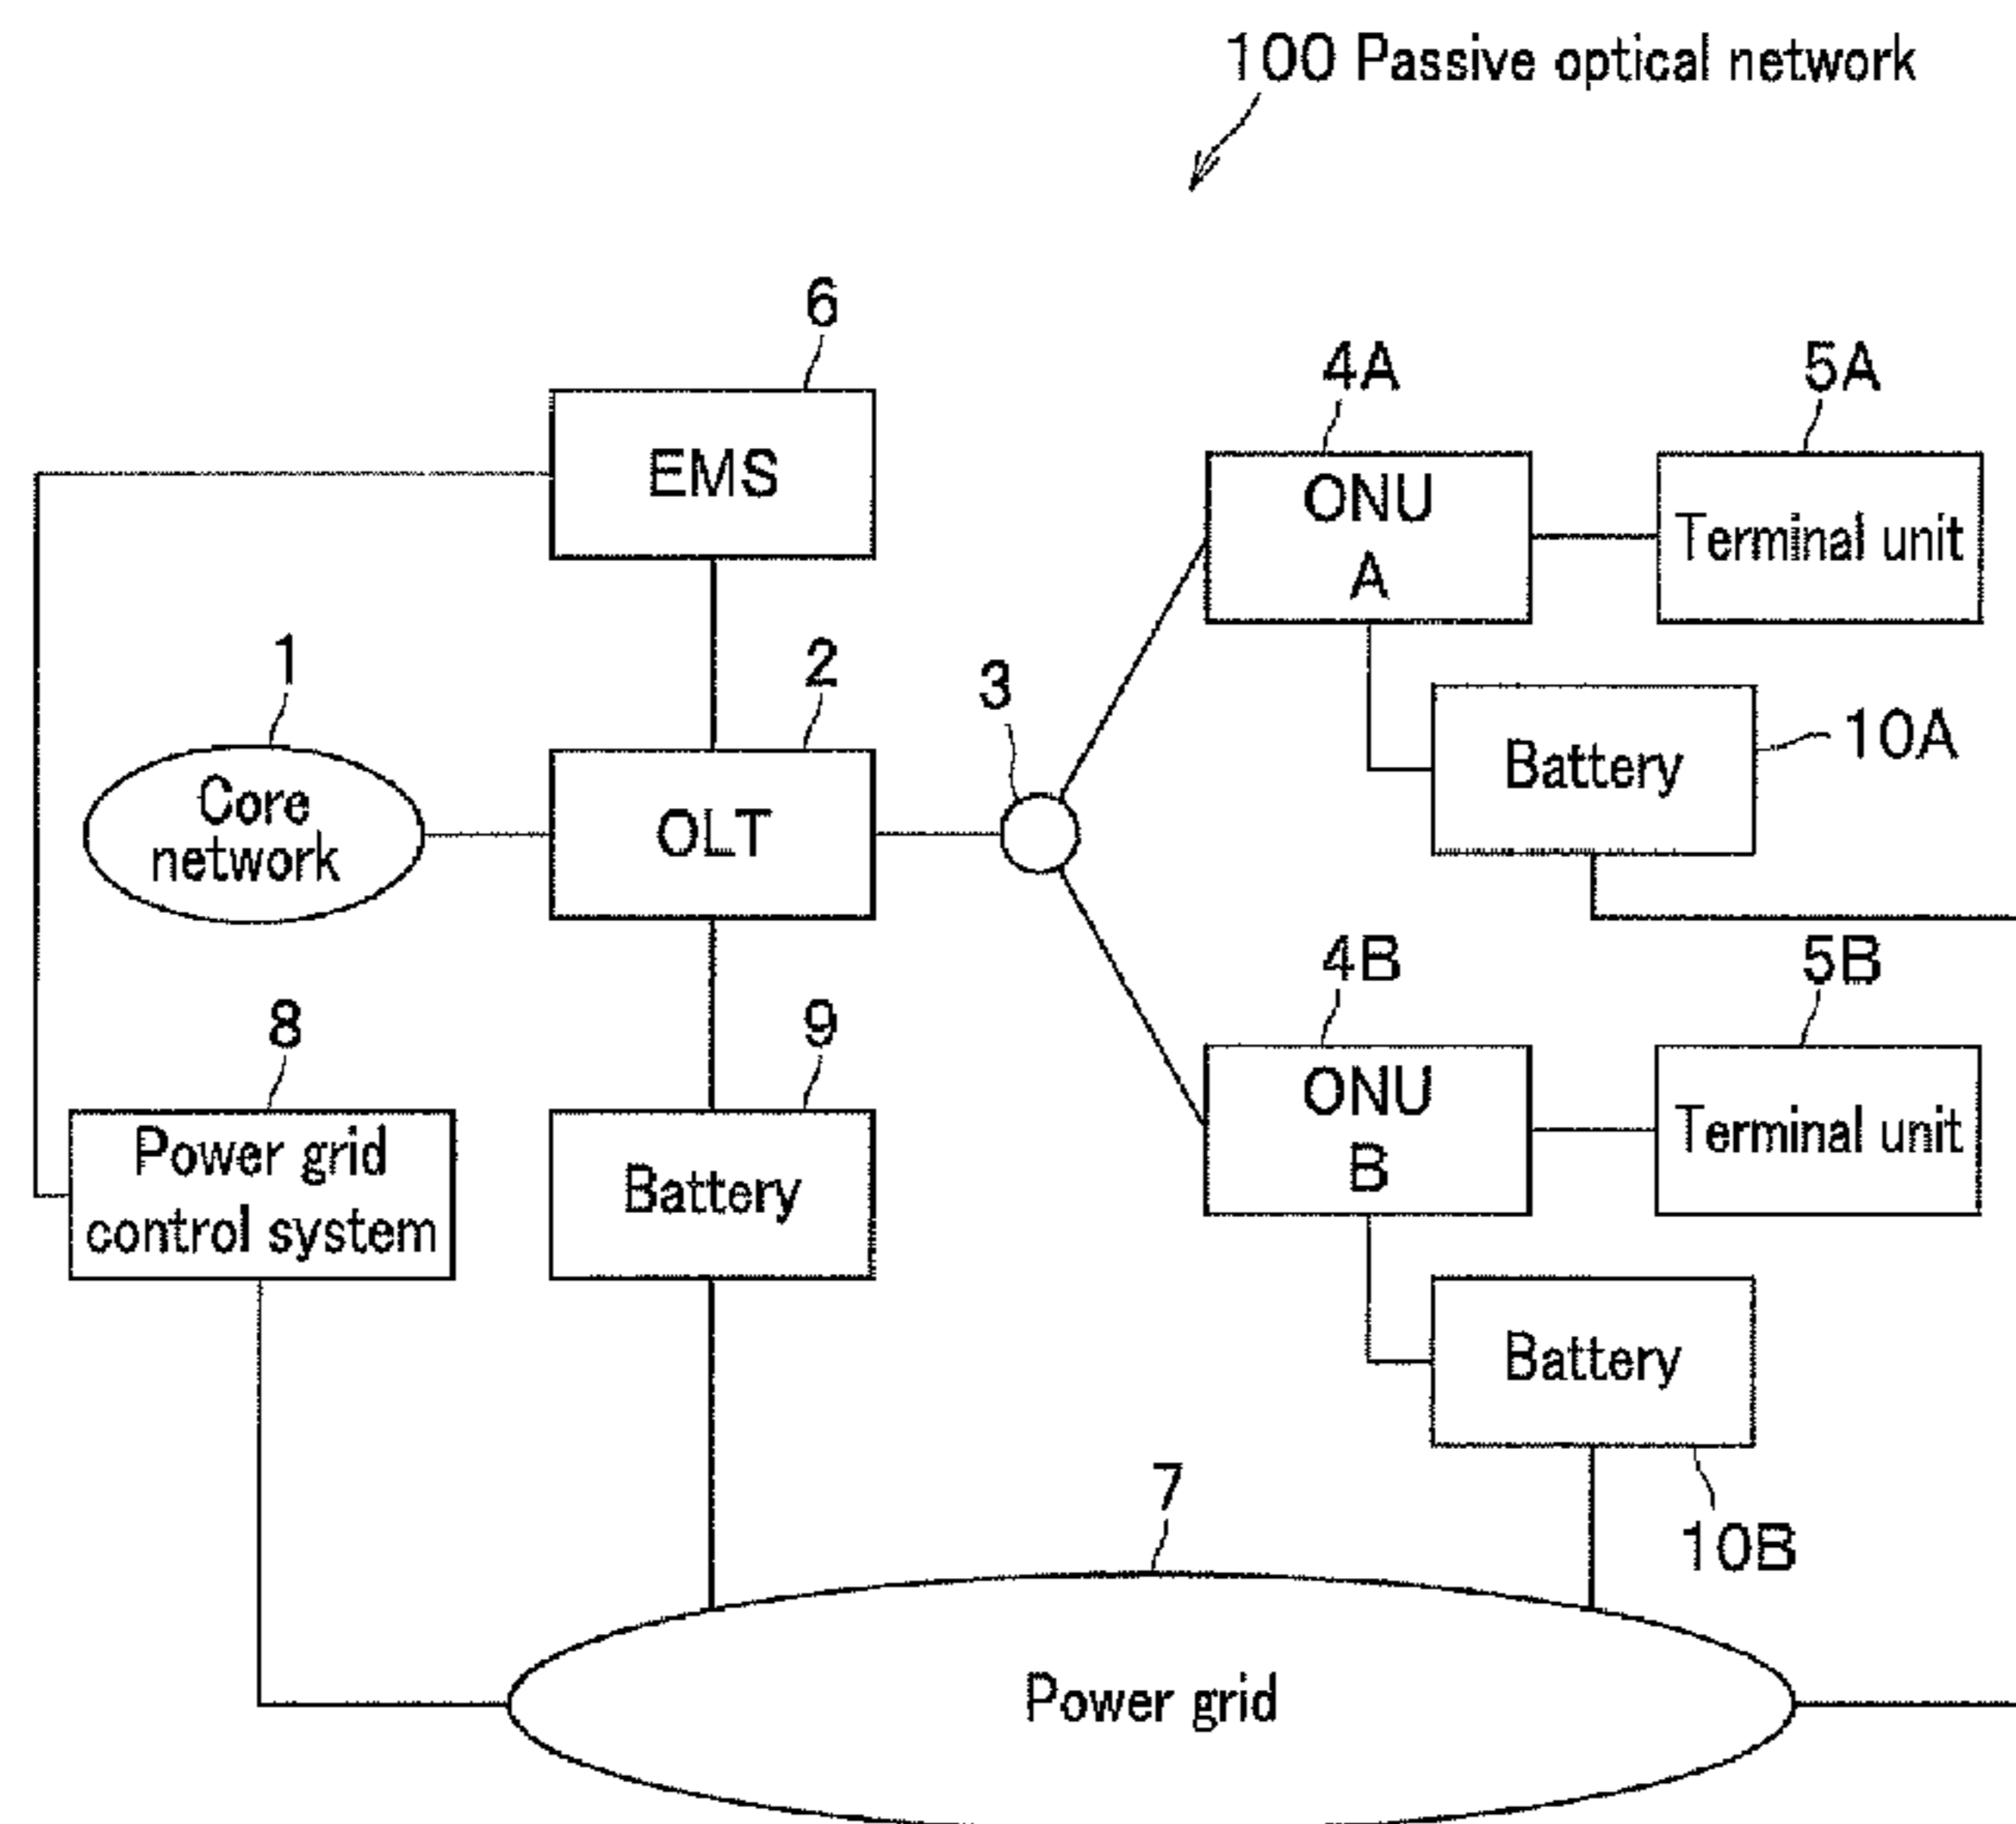 100 Passive optical network
6
EMS
4A
ONU
A
5A
Terminal unit
1
Core
network
2
OLT
3
10A
Battery
8
Power grid
control system
9
Battery
4B
ONU
B
5B
Terminal unit
Battery
10B
7
Power grid